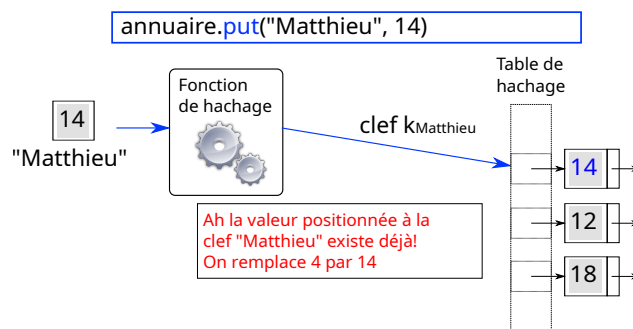 annuaire.put("Matthieu", 14)
Table de
hachage
Fonction
de hachage
14
"Matthieu"
clef kMatthieu
14
Ah la valeur positionnée à la
clef "Matthieu" existe déjà!
On remplace 4 par 14
12
18